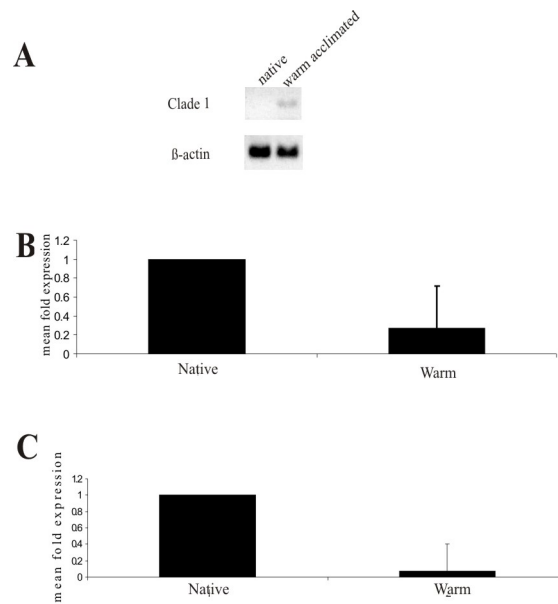 A
native
warm acclimated
Clade 1
ß-actin
B
mean fold expression
1.2
1
0.8
0.6
0.4
0.2
0
Native
Warm
C
mean fold expression
1.2
1
0.8
0.6
0.4
0.2
0
Native
Warm